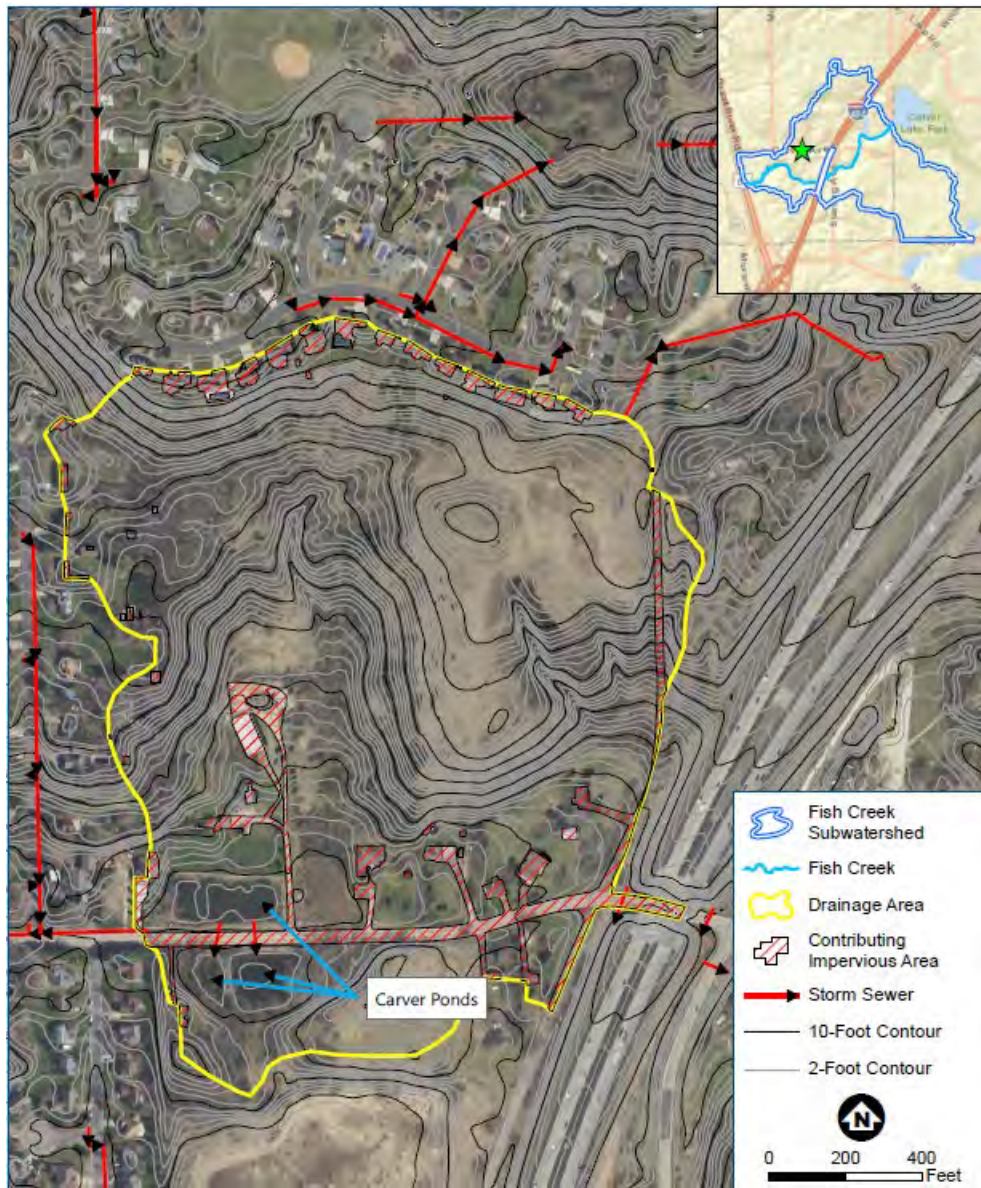 Carver
Lake Park
Carver Ponds
Fish Creek
Subwatershed
Fish Creek
Drainage Area
Contributing
Impervious Area
Storm Sewer
10-Foot Contour
2-Foot Contour
N
0 200 400
Feet